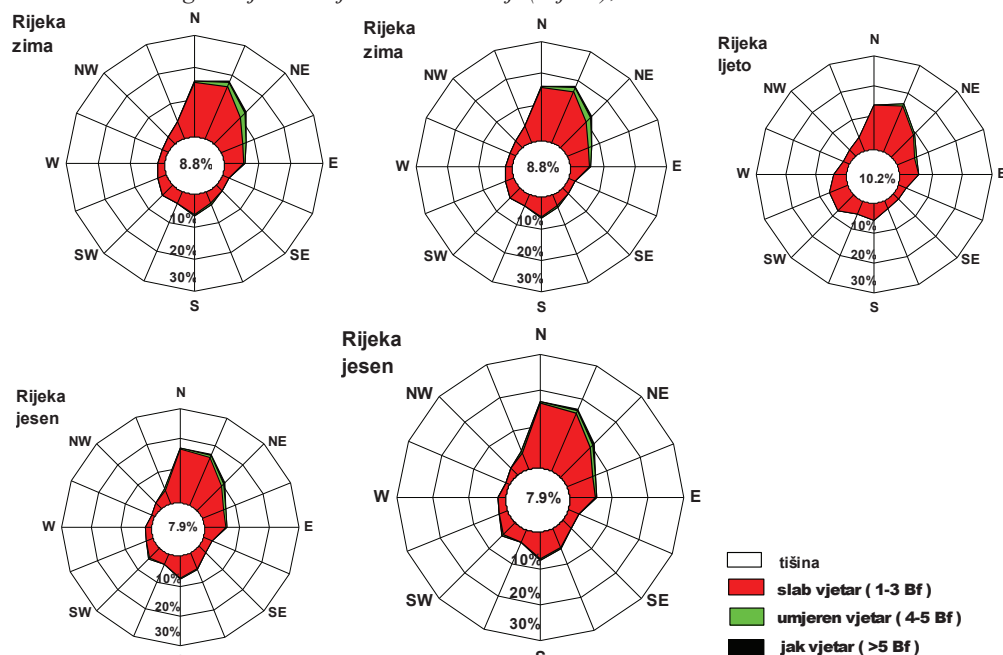 Rijeka
zima
N
NW
NE
W
8.8%
E
10%
SW
20%
SE
30%
S
Rijeka
zima
N
NW
NE
W
8.8%
E
10%
SW
20%
SE
30%
S
Rijeka
ljeto
N
NW
NE
W
10.2%
E
10%
SW
20%
SE
30%
S
Rijeka
jesen
N
NW
NE
W
7.9%
E
10%
SW
20%
SE
30%
Rijeka
jesen
N
NW
NE
W
7.9%
E
10%
SW
20%
SE
30%
tišina
slab vjetar ( 1-3 Bf )
umjeren vjetar ( 4-5 Bf )
jak vjetar ( >5 Bf )